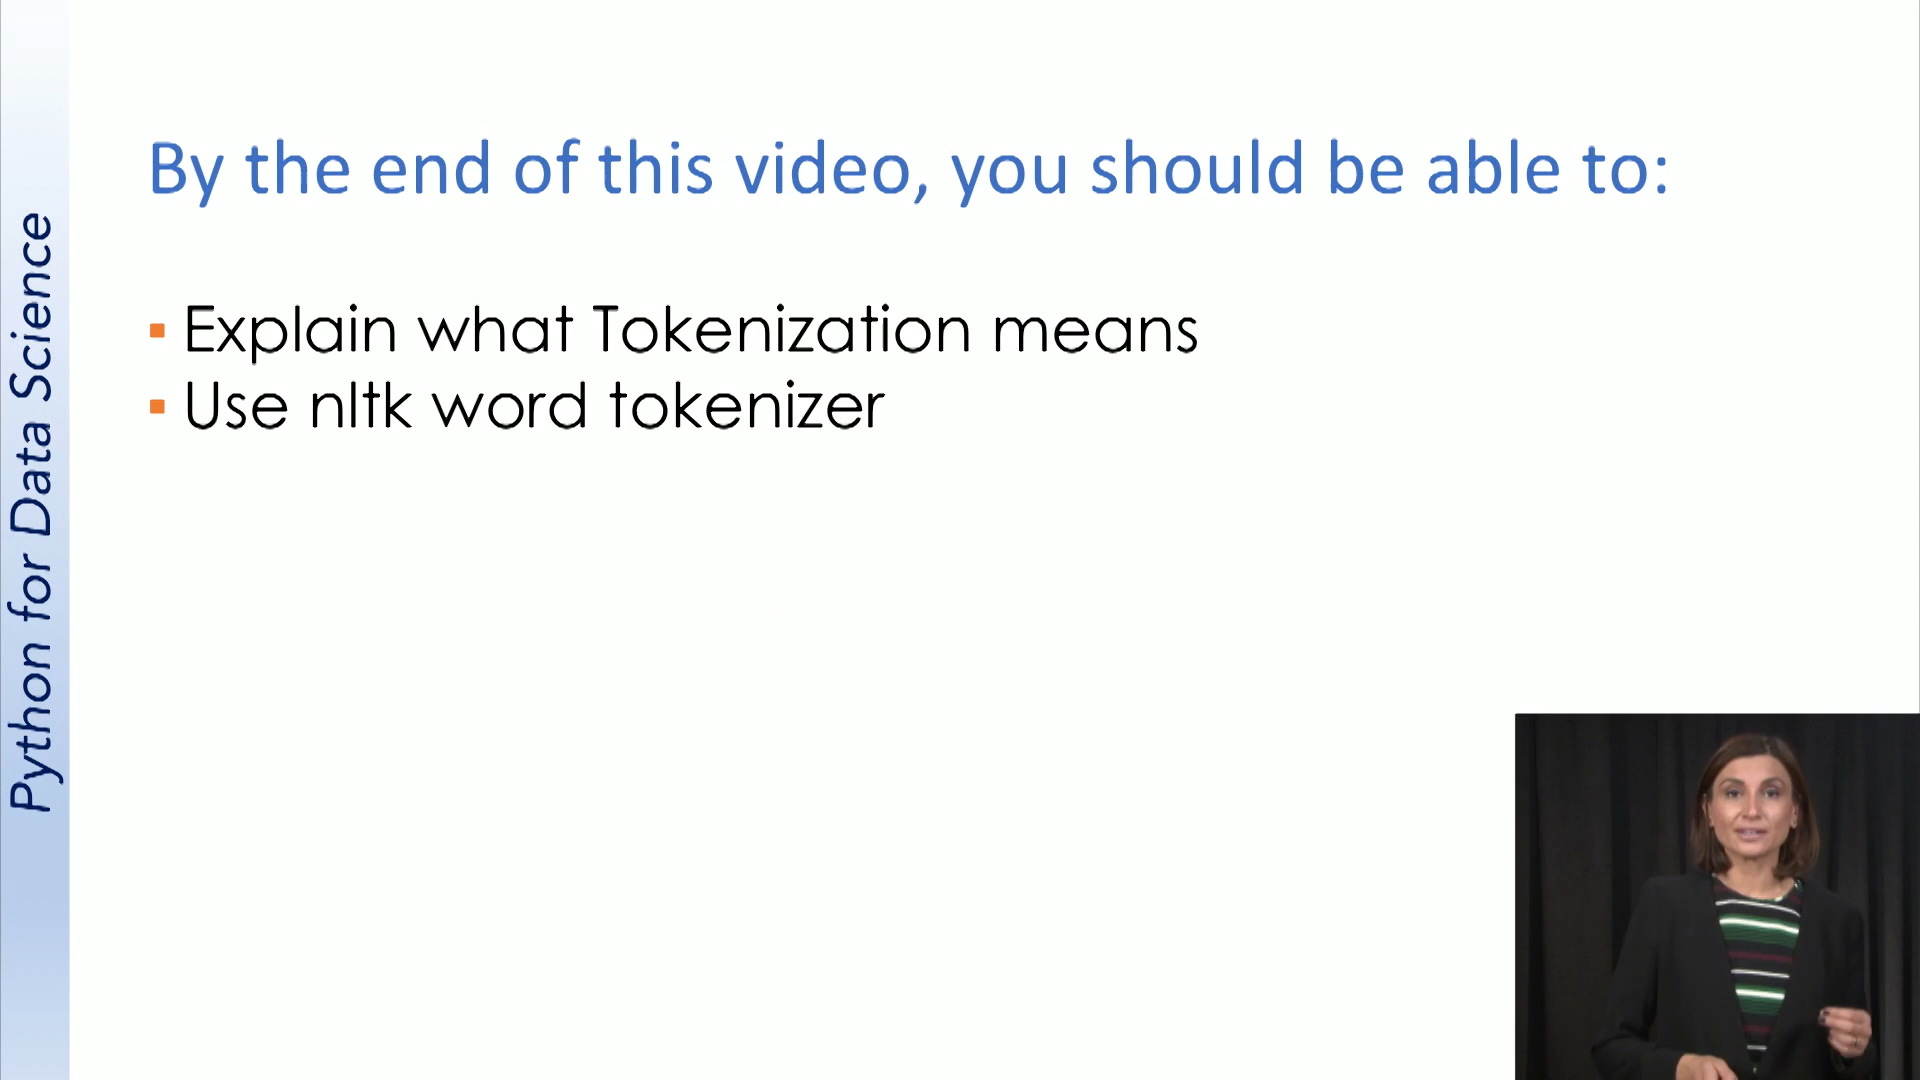 Python for Data Science
By the end of this video, you should be able to:
▪ Explain what Tokenization means
▪ Use nltk word tokenizer